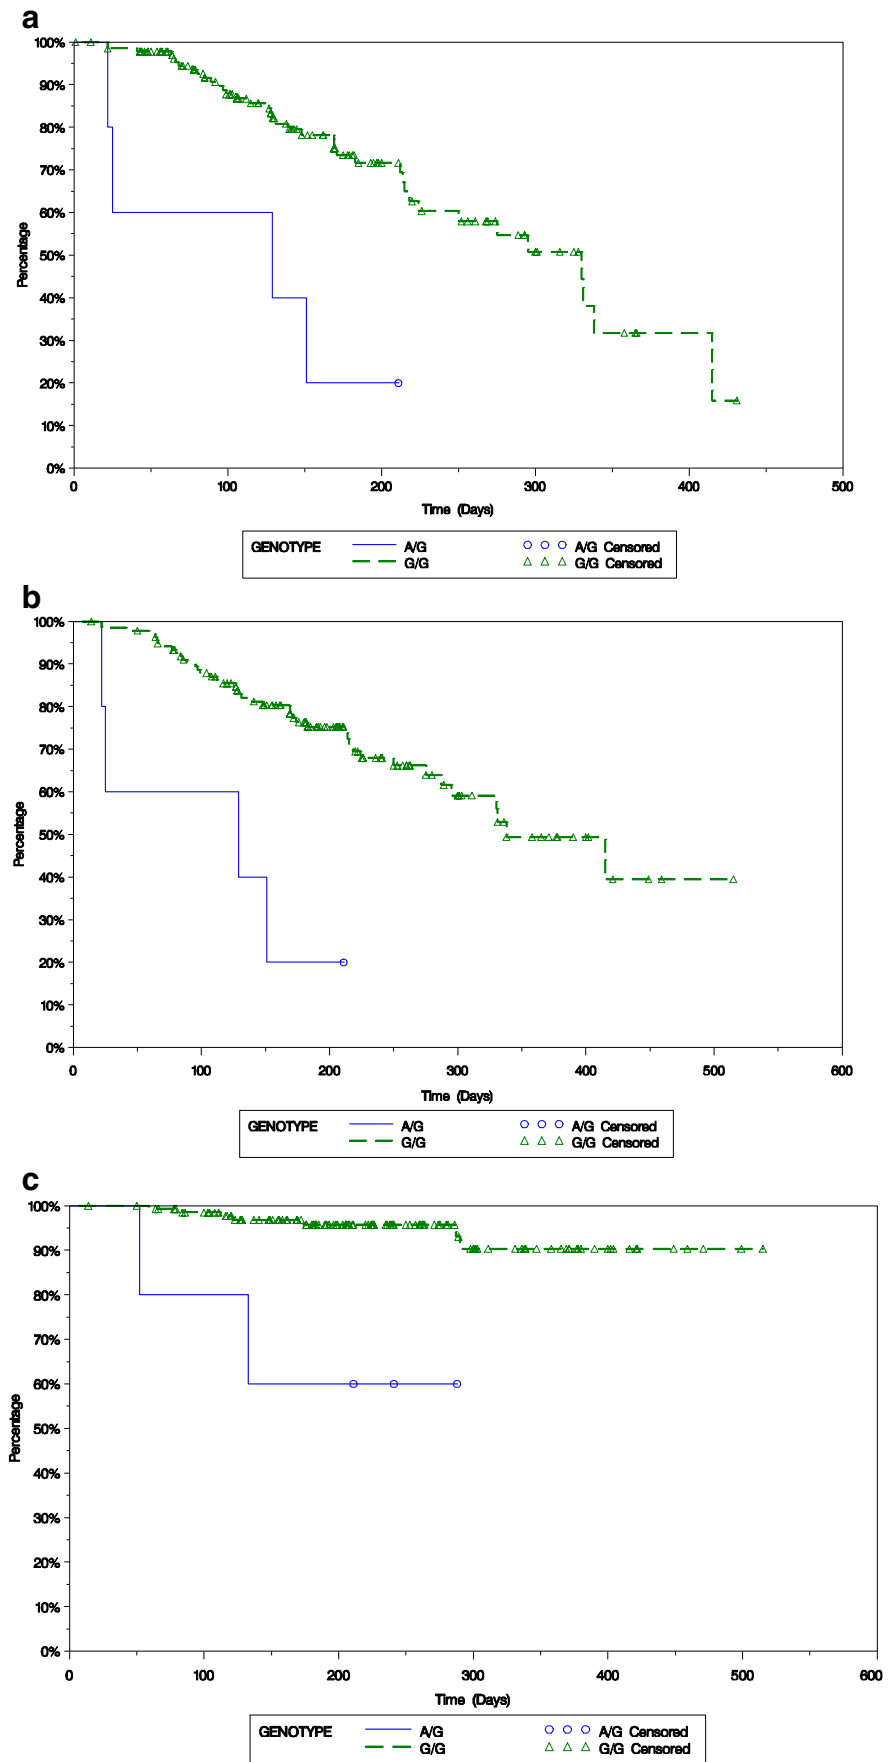 a
100%
90%
80%
70%
60%
50%
40%
30%
20%
10%
0%
Percentage
0 100 200 300 400 500
Time (Days)
GENOTYPE A/G A/G Censored
G/G G/G Censored
b
100%
90%
80%
70%
60%
50%
40%
30%
20%
10%
0%
Percentage
0 100 200 300 400 500 600
Time (Days)
GENOTYPE A/G A/G Censored
G/G G/G Censored
c
100%
90%
80%
70%
60%
50%
40%
30%
20%
10%
0%
Percentage
0 100 200 300 400 500 600
Time (Days)
GENOTYPE A/G A/G Censored
G/G G/G Censored